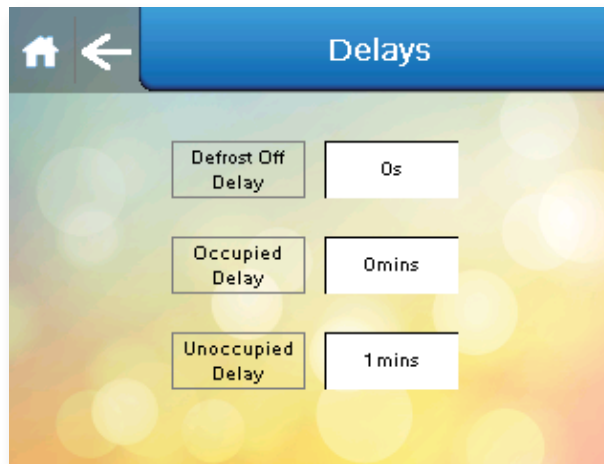 Delays
Defrost Off
Delay
0s
Occupied
Delay
0mins
Unoccupied
Delay
1mins